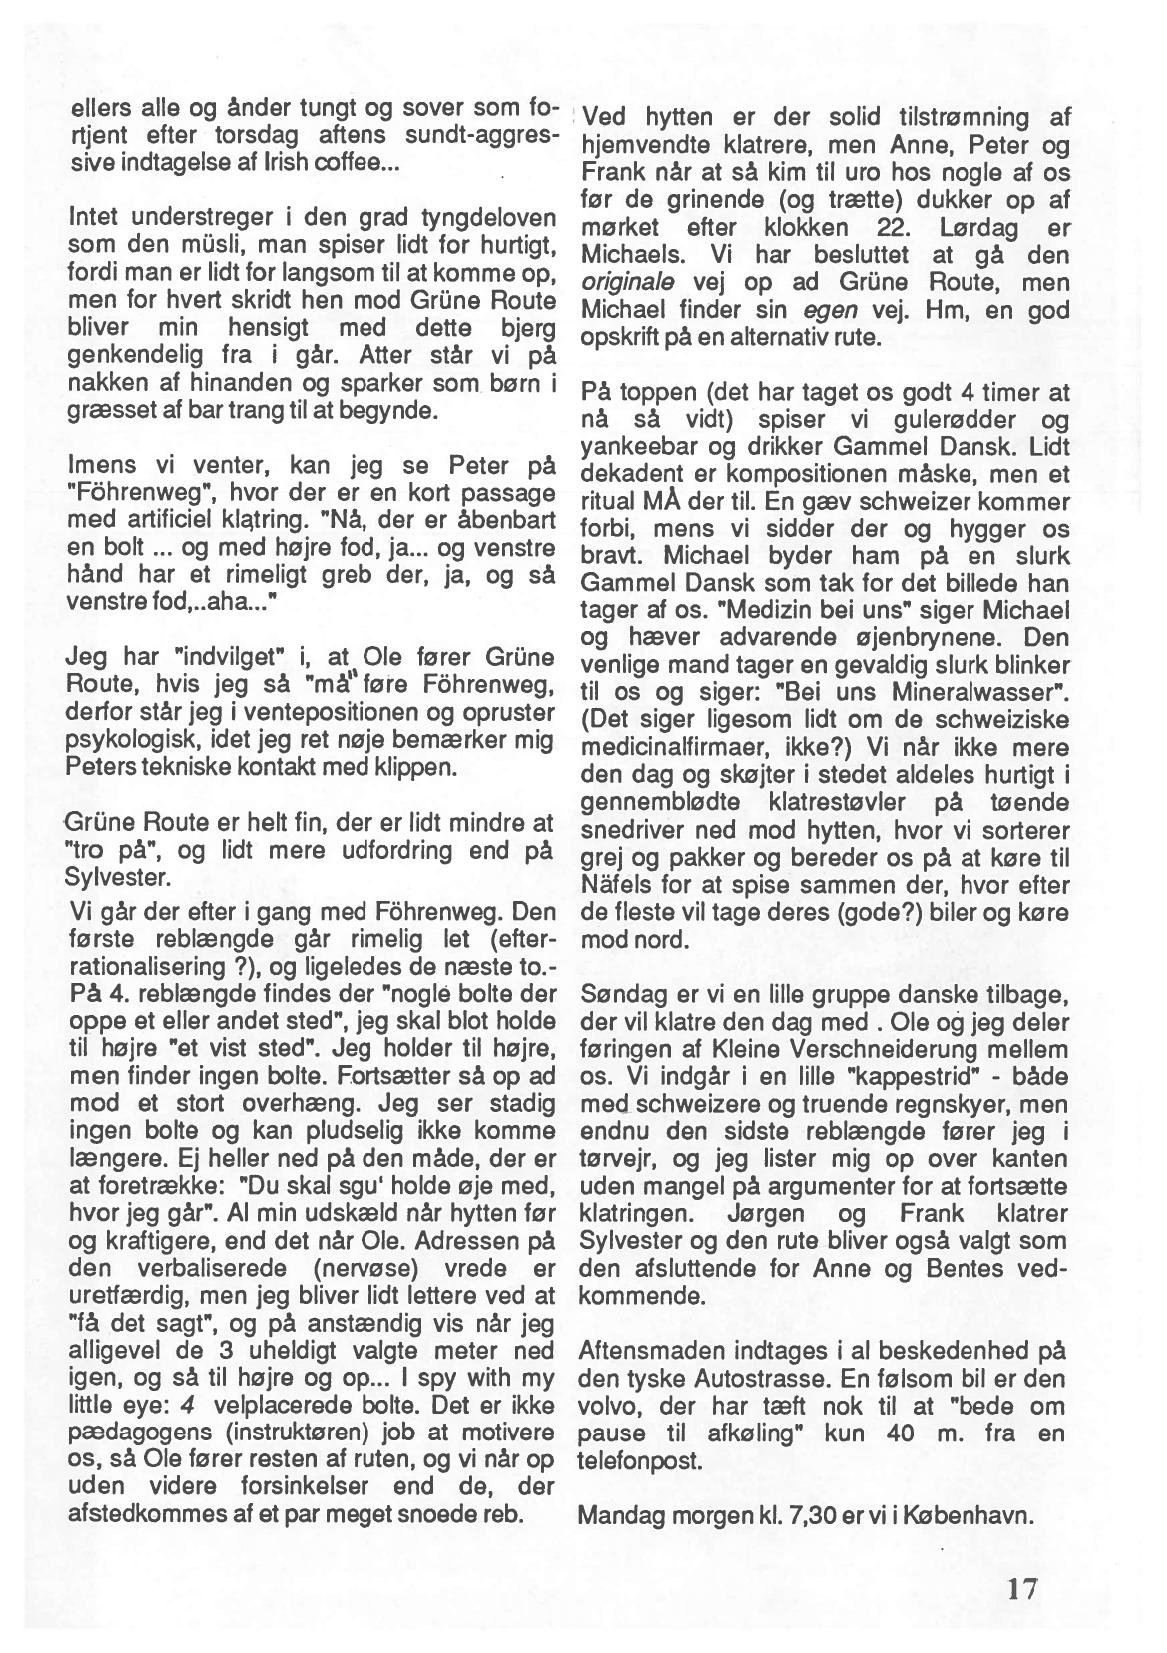 ellers alle og ånder tungt og sover som fo-
rtjent efter torsdag aftens sundt-aggres-
sive indtagelse af Irish coffee...
Intet understreger i den grad tyngdeloven
som den müsli, man spiser lidt for hurtigt,
fordi man er lidt for langsom til at komme op,
men for hvert skridt hen mod Grüne Route
bliver min hensigt med dette bjerg
genkendelig fra i går. Atter står vi på
nakken af hinanden og sparker som børn i
græsset af bar trang til at begynde.
Imens vi venter, kan jeg se Peter på
"Föhrenweg", hvor der er en kort passage
med artificiel klatring. "Nå, der er åbenbart
en bolt ... og med højre fod, ja... og venstre
hånd har et rimeligt greb der, ja, og så
venstre fod,..aha..."
Jeg har "indvilget" i, at Ole fører Grüne
Route, hvis jeg så "må" føre Föhrenweg,
derfor står jeg i ventepositionen og opruster
psykologisk, idet jeg ret nøje bemærker mig
Peters tekniske kontakt med klippen.
Grüne Route er helt fin, der er lidt mindre at
"tro på", og lidt mere udfordring end på
Sylvester.
Vi går der efter i gang med Föhrenweg. Den
første reblængde går rimelig let (efter-
rationalisering ?), og ligeledes de næste to.-
På 4. reblængde findes der "nogle bolte der
oppe et eller andet sted", jeg skal blot holde
til højre "et vist sted". Jeg holder til højre,
men finder ingen bolte. Fortsætter så op ad
mod et stort overhæng. Jeg ser stadig
ingen bolte og kan pludselig ikke komme
længere. Ej heller ned på den måde, der er
at foretrække: "Du skal sgu' holde øje med,
hvor jeg går". Al min udskæld når hytten før
og kraftigere, end det når Ole. Adressen på
den verbaliserede (nervøse) vrede er
uretfærdig, men jeg bliver lidt lettere ved at
"få det sagt", og på anstændig vis når jeg
alligevel de 3 uheldigt valgte meter ned
igen, og så til højre og op... I spy with my
little eye: 4 velplacerede bolte. Det er ikke
pædagogens (instruktøren) job at motivere
os, så Ole fører resten af ruten, og vi når op
uden videre forsinkelser end de, der
afstedkommes af et par meget snoede reb.
Ved hytten er der solid tilstrømning af
hjemvendte klatrere, men Anne, Peter og
Frank når at så kim til uro hos nogle af os
før de grinende (og trætte) dukker op af
mørket efter klokken 22. Lørdag er
Michaels. Vi har besluttet at gå den
originale vej op ad Grüne Route, men
Michael finder sin egen vej. Hm, en god
opskrift på en alternativ rute.
På toppen (det har taget os godt 4 timer at
nå så vidt) spiser vi gulerødder og
yankeebar og drikker Gammel Dansk. Lidt
dekadent er kompositionen måske, men et
ritual MÅ der til. En gæv schweizer kommer
forbi, mens vi sidder der og hygger os
bravt. Michael byder ham på en slurk
Gammel Dansk som tak for det billede han
tager af os. "Medizin bei uns" siger Michael
og hæver advarende øjenbrynene. Den
venlige mand tager en gevaldig slurk blinker
til os og siger: "Bei uns Mineralwasser".
(Det siger ligesom lidt om de schweiziske
medicinalfirmaer, ikke?) Vi når ikke mere
den dag og skøjter i stedet aldeles hurtigt i
gennemblødte klatrestøvler på tøende
snedriver ned mod hytten, hvor vi sorterer
grej og pakker og bereder os på at køre til
Näfels for at spise sammen der, hvor efter
de fleste vil tage deres (gode?) biler og køre
mod nord.
Søndag er vi en lille gruppe danske tilbage,
der vil klatre den dag med . Ole og jeg deler
føringen af Kleine Verschneiderung mellem
os. Vi indgår i en lille "kappestrid" - både
med schweizere og truende regnskyer, men
endnu den sidste reblængde fører jeg i
tørvejr, og jeg lister mig op over kanten
uden mangel på argumenter for at fortsætte
klatringen. Jørgen og Frank klatrer
Sylvester og den rute bliver også valgt som
den afsluttende for Anne og Bentes ved-
kommende.
Aftensmaden indtages i al beskedenhed på
den tyske Autostrasse. En følsom bil er den
volvo, der har tæft nok til at "bede om
pause til afkøling" kun 40 m. fra en
telefonpost.
Mandag morgen kl. 7,30 er vi i København.
17